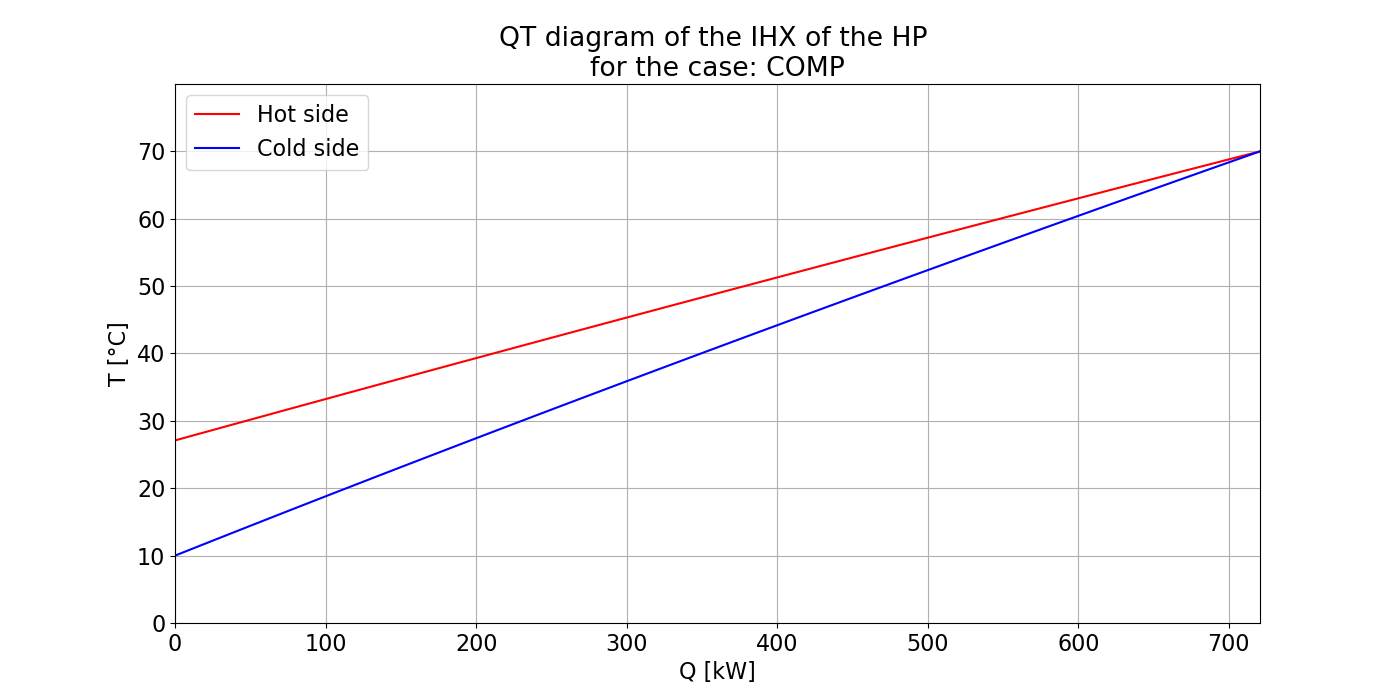 QT diagram of the IHX of the HP
for the case: COMP
Hot side
Cold side
T [°C]
70
60
50
40
30
20
10
0
0 100 200 300 400 500 600 700
Q [kW]